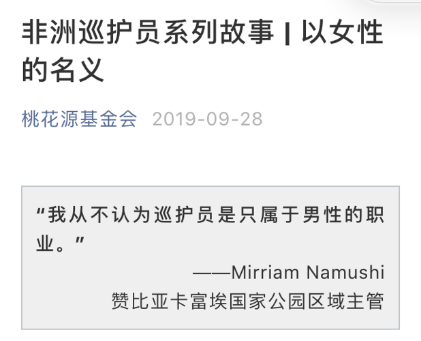 非洲巡护员系列故事 | 以女性
的名义
桃花源基金会 2019-09-28
“我从不认为巡护员是只属于男性的职
业。”
——Mirriam Namushi
赞比亚卡富埃国家公园区域主管